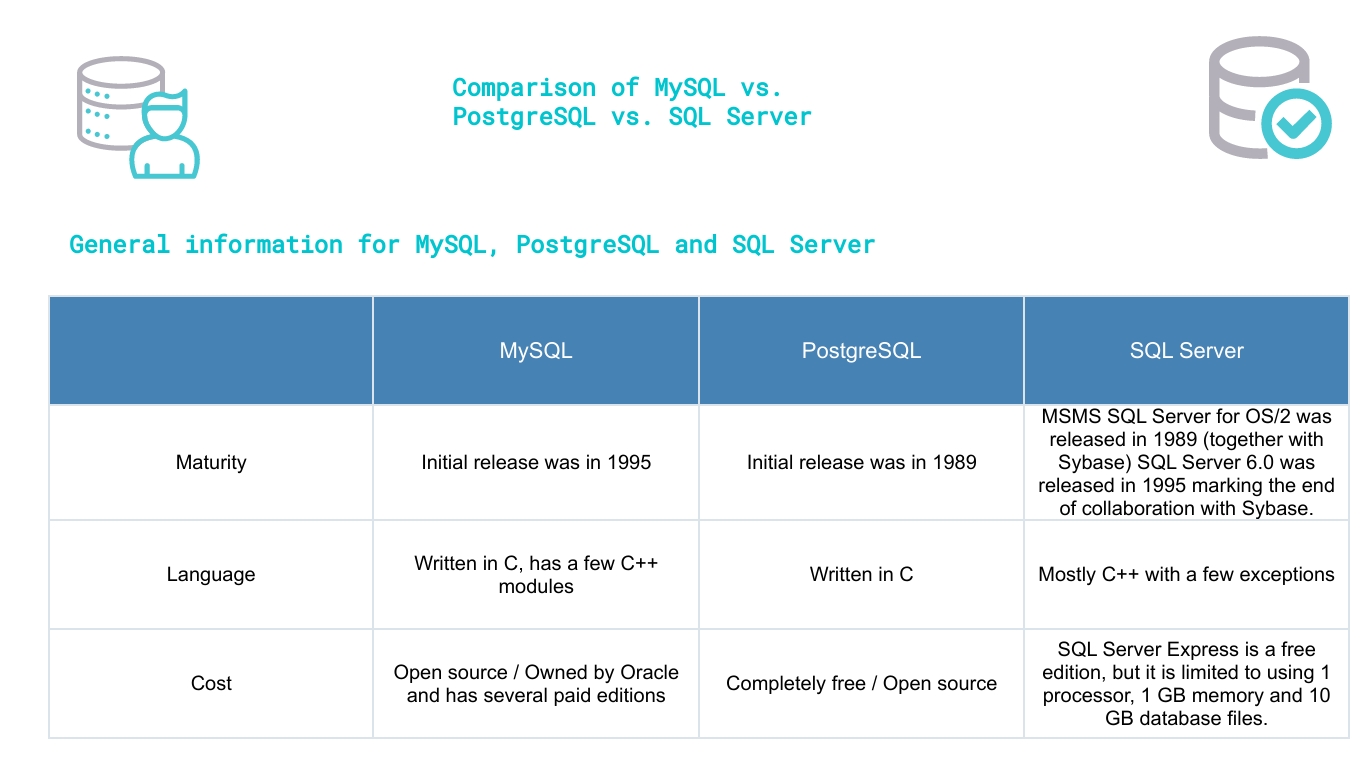 Comparison of MySQL vs.
PostgreSQL vs. SQL Server
General information for MySQL, PostgreSQL and SQL Server
MySQL
PostgreSQL
SQL Server
Maturity
Initial release was in 1995
Initial release was in 1989
MSMS SQL Server for OS/2 was
released in 1989 (together with
Sybase) SQL Server 6.0 was
released in 1995 marking the end
of collaboration with Sybase.
Language
Written in C, has a few C++
modules
Written in C
Mostly C++ with a few exceptions
Cost
Open source / Owned by Oracle
and has several paid editions
Completely free / Open source
SQL Server Express is a free
edition, but it is limited to using 1
processor, 1 GB memory and 10
GB database files.